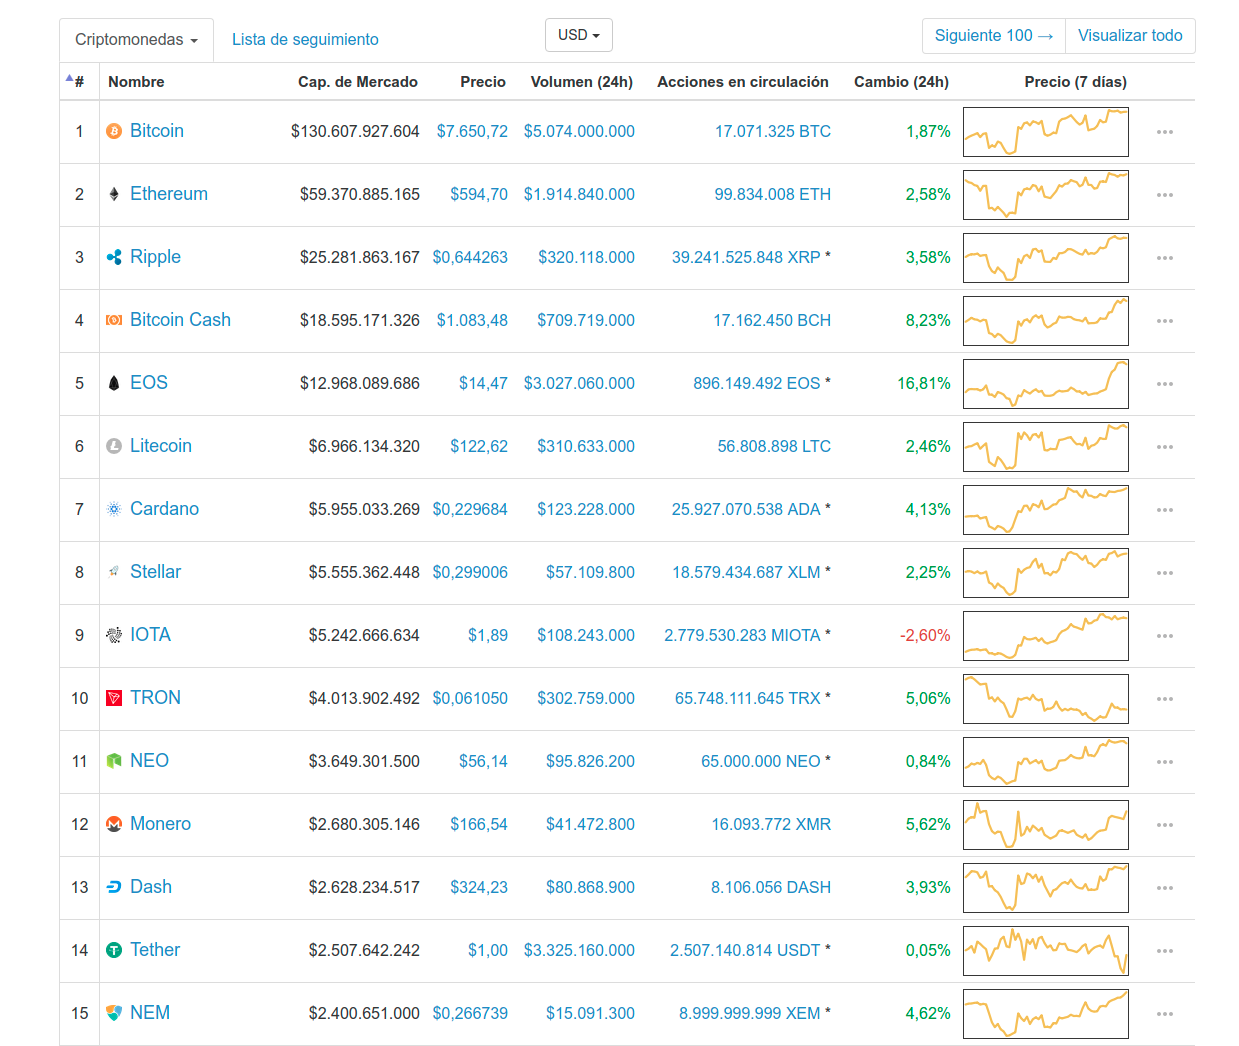 Criptomonedas Lista de seguimiento USD Siguiente 100 → Visualizar todo
# Nombre Cap. de Mercado Precio Volumen (24h) Acciones en circulación Cambio (24h) Precio (7 días)
1 Bitcoin $130.607.927.604 $7.650,72 $5.074.000.000 17.071.325 BTC 1,87%
2 Ethereum $59.370.885.165 $594,70 $1.914.840.000 99.834.008 ETH 2,58%
3 Ripple $25.281.863.167 $0,644263 $320.118.000 39.241.525.848 XRP * 3,58%
4 Bitcoin Cash $18.595.171.326 $1.083,48 $709.719.000 17.162.450 BCH 8,23%
5 EOS $12.968.089.686 $14,47 $3.027.060.000 896.149.492 EOS * 16,81%
6 Litecoin $6.966.134.320 $122,62 $310.633.000 56.808.898 LTC 2,46%
7 Cardano $5.955.033.269 $0,229684 $123.228.000 25.927.070.538 ADA * 4,13%
8 Stellar $5.555.362.448 $0,299006 $57.109.800 18.579.434.687 XLM * 2,25%
9 IOTA $5.242.666.634 $1,89 $108.243.000 2.779.530.283 MIOTA * -2,60%
10 TRON $4.013.902.492 $0,061050 $302.759.000 65.748.111.645 TRX * 5,06%
11 NEO $3.649.301.500 $56,14 $95.826.200 65.000.000 NEO * 0,84%
12 Monero $2.680.305.146 $166,54 $41.472.800 16.093.772 XMR 5,62%
13 Dash $2.628.234.517 $324,23 $80.868.900 8.106.056 DASH 3,93%
14 Tether $2.507.642.242 $1,00 $3.325.160.000 2.507.140.814 USDT * 0,05%
15 NEM $2.400.651.000 $0,266739 $15.091.300 8.999.999.999 XEM * 4,62%